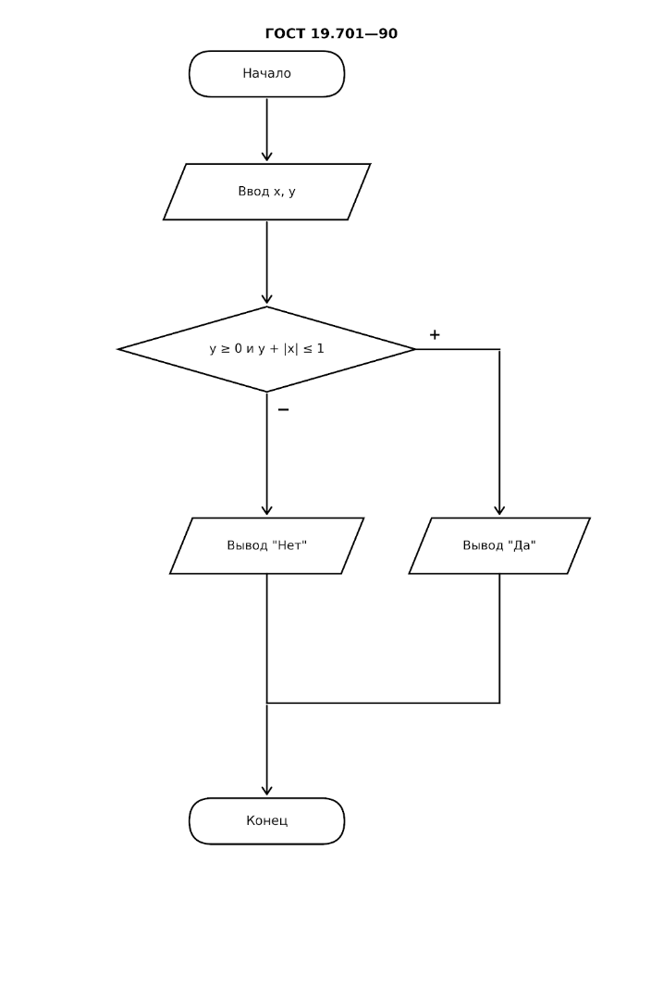 ГОСТ 19.701—90
Начало
Ввод x, y
y ≥ 0 и y + |x| ≤ 1
+
−
Вывод "Нет"
Вывод "Да"
Конец